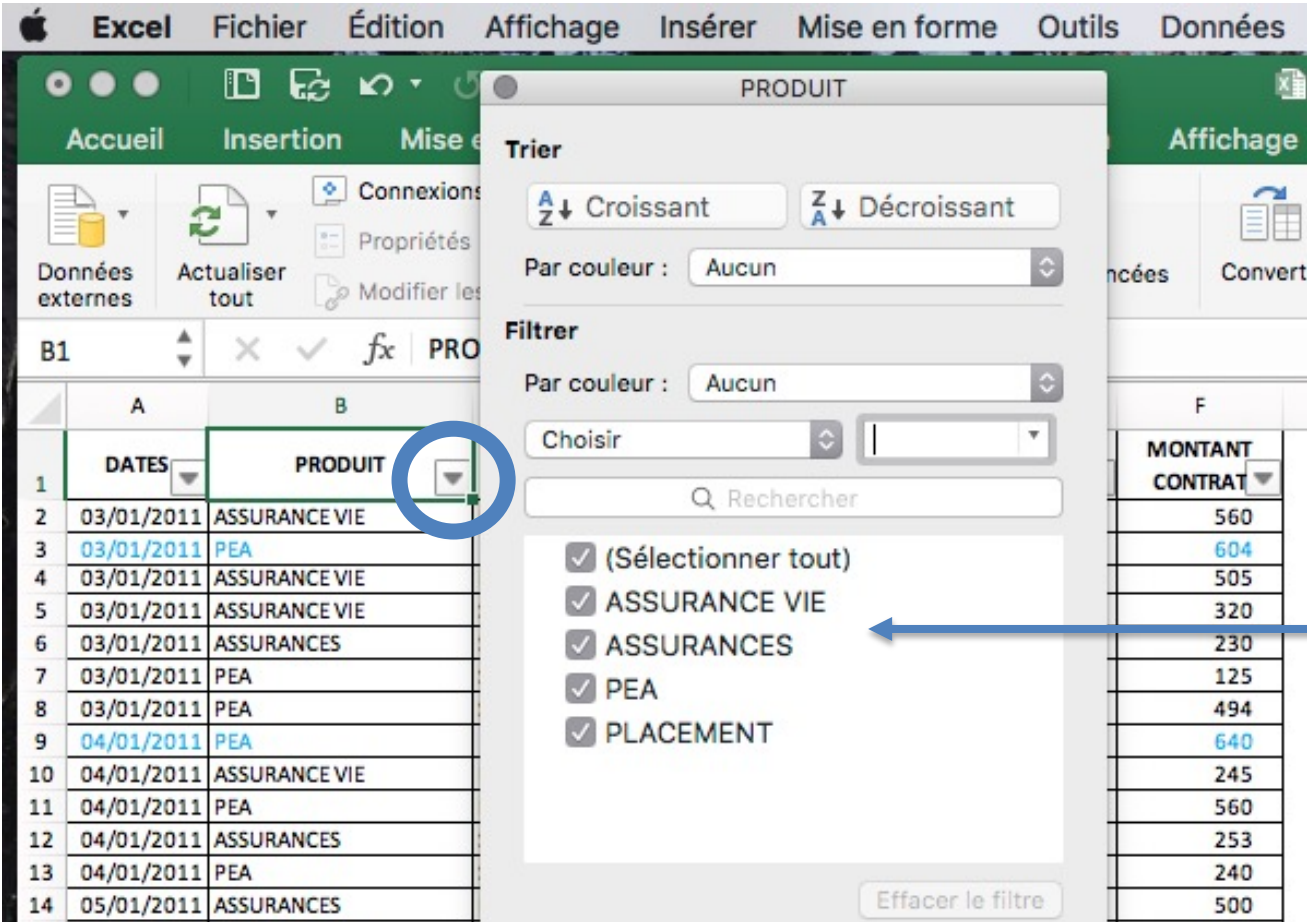 Excel Fichier Édition Affichage Insérer Mise en forme Outils Données
PRODUIT
Accueil Insertion Mise e Affichage
Connexions
Propriétés
Modifier les
Données externes
Actualiser tout
ncées
Convert
B1 fx PRO
Trier
Croissant Décroissant
Par couleur : Aucun
Filtrer
Par couleur : Aucun
Choisir
Rechercher
(Sélectionner tout)
ASSURANCE VIE
ASSURANCES
PEA
PLACEMENT
Effacer le filtre
A B F
1 DATES PRODUIT MONTANT CONTRAT
2 03/01/2011 ASSURANCE VIE 560
3 03/01/2011 PEA 604
4 03/01/2011 ASSURANCE VIE 505
5 03/01/2011 ASSURANCE VIE 320
6 03/01/2011 ASSURANCES 230
7 03/01/2011 PEA 125
8 03/01/2011 PEA 494
9 04/01/2011 PEA 640
10 04/01/2011 ASSURANCE VIE 245
11 04/01/2011 PEA 560
12 04/01/2011 ASSURANCES 253
13 04/01/2011 PEA 240
14 05/01/2011 ASSURANCES 500